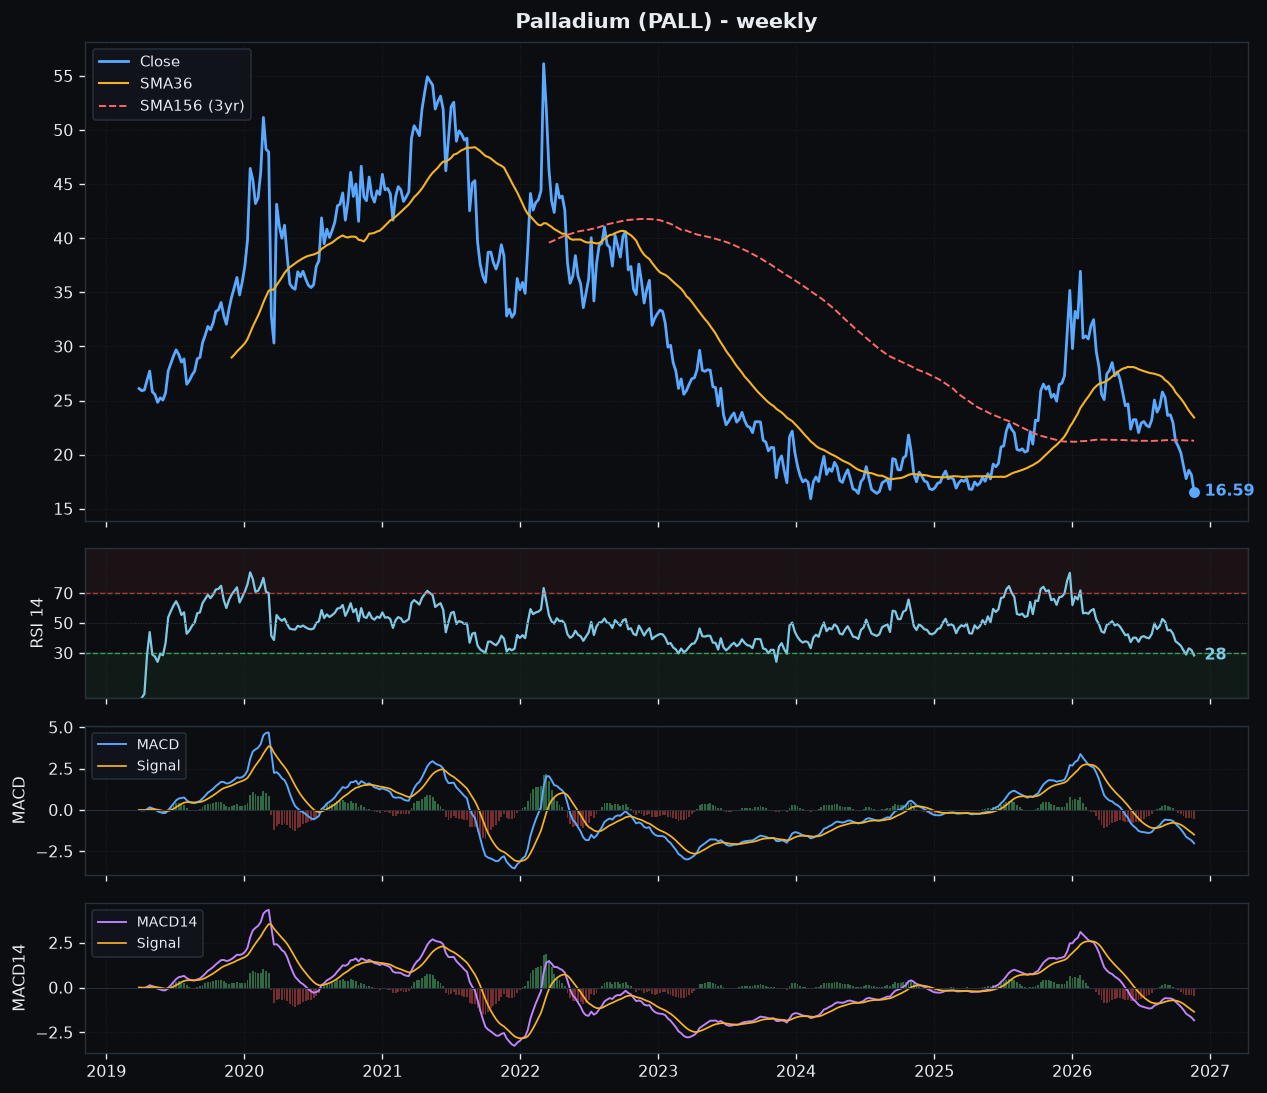 Palladium (PALL) - weekly
Close
SMA36
SMA156 (3yr)
55
50
45
40
35
30
25
20
15
16.59
RSI 14
70
50
30
28
MACD
5.0
2.5
0.0
−2.5
MACD
Signal
MACD14
2.5
0.0
−2.5
MACD14
Signal
2019 2020 2021 2022 2023 2024 2025 2026 2027